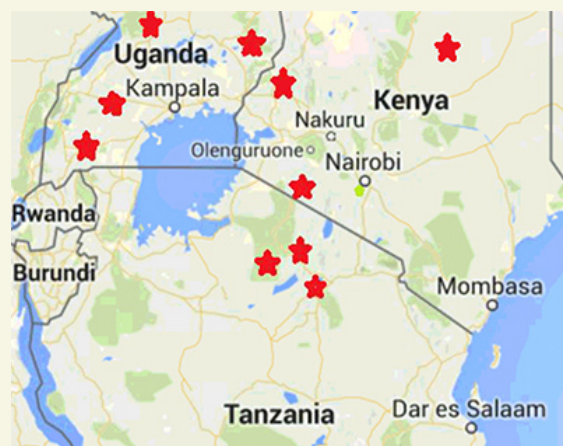 Uganda
Kampala
Kenya
Nakuru
Olenguruone
Nairobi
Rwanda
Burundi
Mombasa
Tanzania
Dar es Salaam